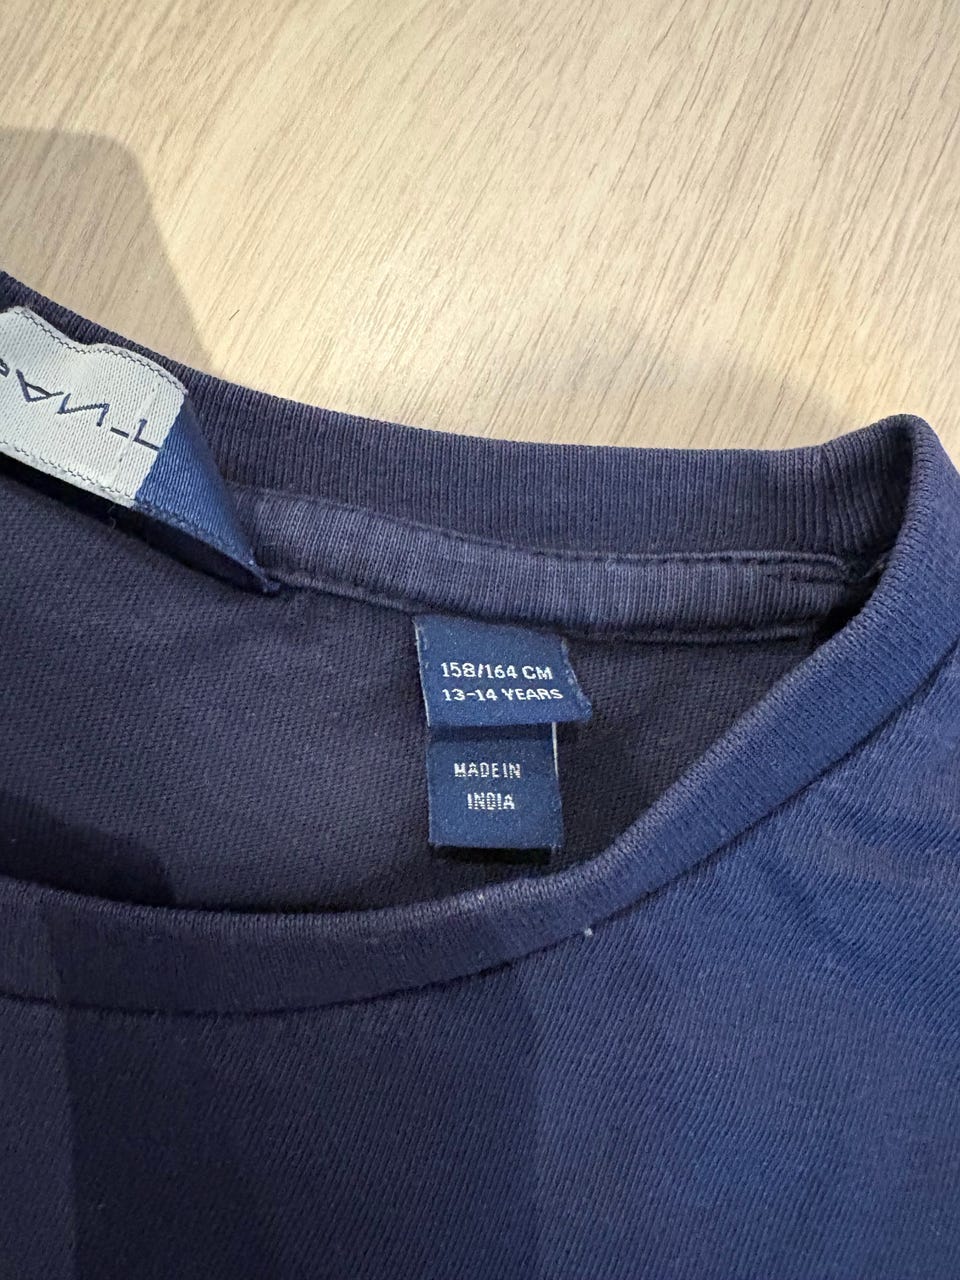 158/164 CM
13-14 YEARS
MADE IN
INDIA